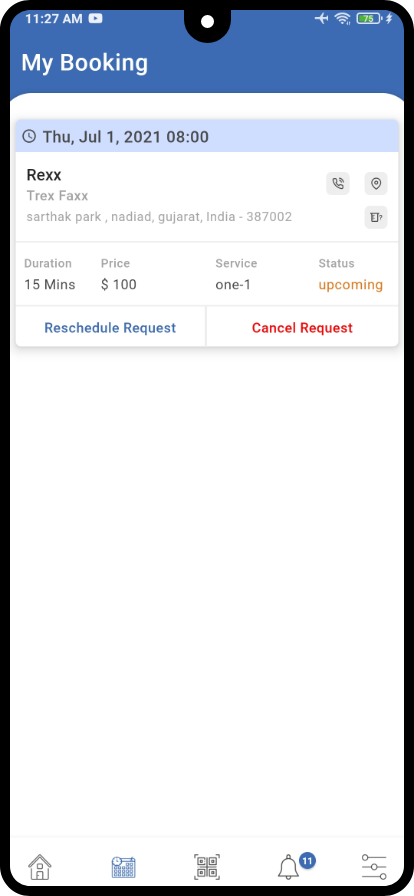 11:27 AM
75
My Booking
Thu, Jul 1, 2021 08:00
Rexx
Trex Faxx
sarthak park , nadiad, gujarat, India - 387002
Duration Price Service Status
15 Mins $ 100 one-1 upcoming
Reschedule Request Cancel Request
11